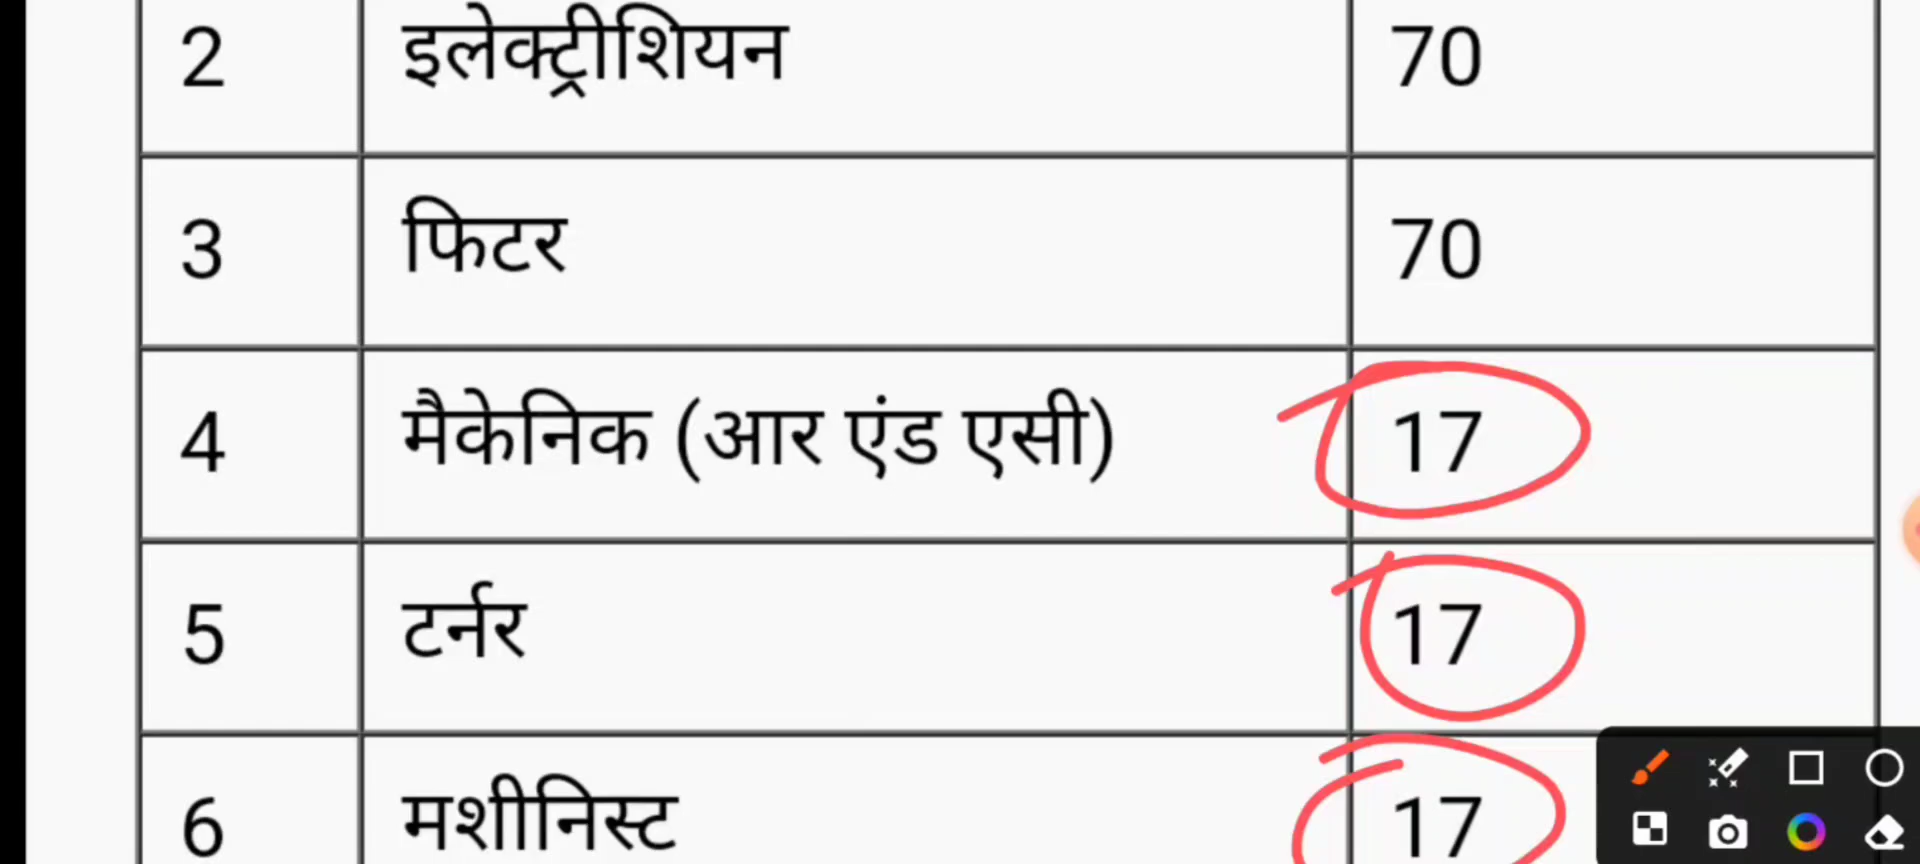 2 इलेक्ट्रीशियन 70
3 फिटर 70
4 मैकेनिक (आर एंड एसी) 17
5 टर्नर 17
6 मशीनिस्ट 17